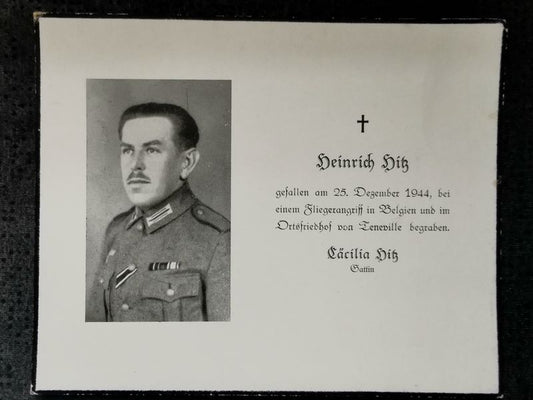 Heinrich Hitz
gefallen am 25. Dezember 1944, bei
einem Fliegerangriff in Belgien und im
Ortsfriedhof von Teneville begraben.
Cäcilia Hitz
Gattin